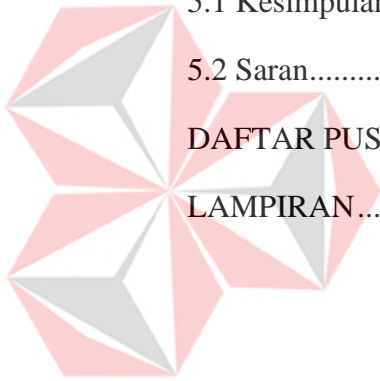 5.1 Kesimpulan
5.2 Saran.........
DAFTAR PUS
LAMPIRAN...